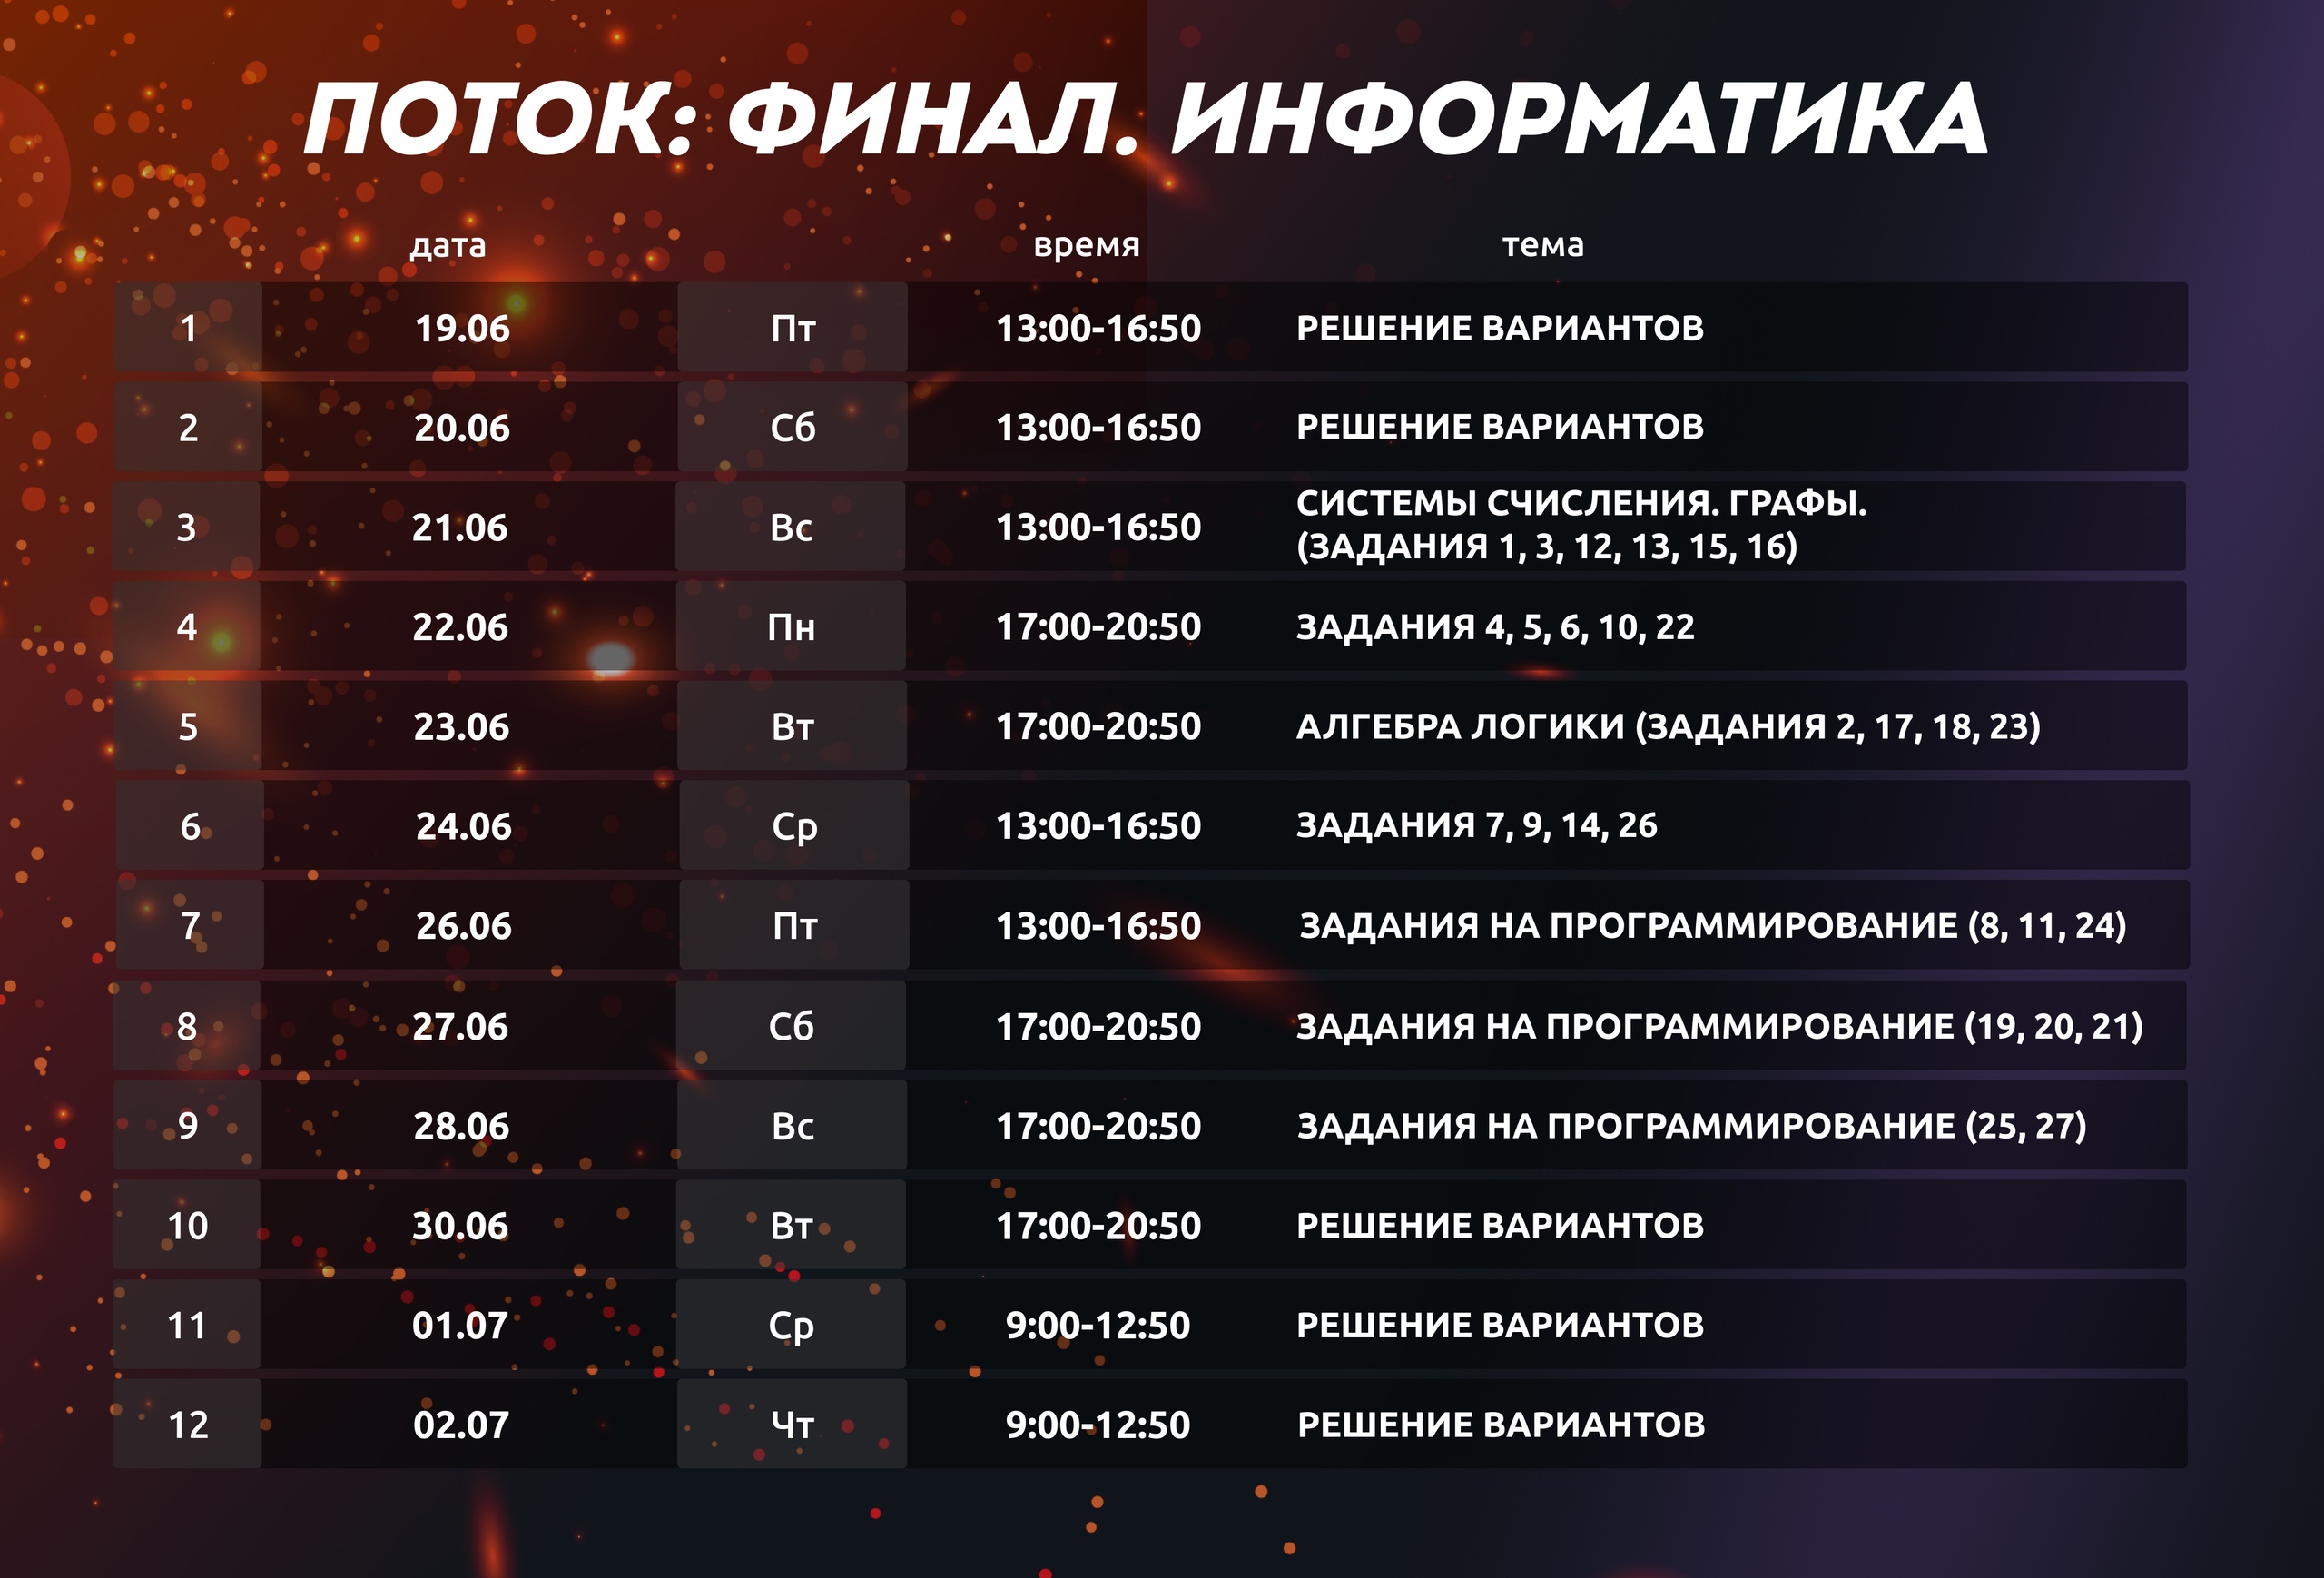 ПОТОК: ФИНАЛ. ИНФОРМАТИКА
дата время тема
1 19.06 Пт 13:00-16:50 РЕШЕНИЕ ВАРИАНТОВ
2 20.06 Сб 13:00-16:50 РЕШЕНИЕ ВАРИАНТОВ
3 21.06 Вс 13:00-16:50 СИСТЕМЫ СЧИСЛЕНИЯ. ГРАФЫ.
(ЗАДАНИЯ 1, 3, 12, 13, 15, 16)
4 22.06 Пн 17:00-20:50 ЗАДАНИЯ 4, 5, 6, 10, 22
5 23.06 Вт 17:00-20:50 АЛГЕБРА ЛОГИКИ (ЗАДАНИЯ 2, 17, 18, 23)
6 24.06 Ср 13:00-16:50 ЗАДАНИЯ 7, 9, 14, 26
7 26.06 Пт 13:00-16:50 ЗАДАНИЯ НА ПРОГРАММИРОВАНИЕ (8, 11, 24)
8 27.06 Сб 17:00-20:50 ЗАДАНИЯ НА ПРОГРАММИРОВАНИЕ (19, 20, 21)
9 28.06 Вс 17:00-20:50 ЗАДАНИЯ НА ПРОГРАММИРОВАНИЕ (25, 27)
10 30.06 Вт 17:00-20:50 РЕШЕНИЕ ВАРИАНТОВ
11 01.07 Ср 9:00-12:50 РЕШЕНИЕ ВАРИАНТОВ
12 02.07 Чт 9:00-12:50 РЕШЕНИЕ ВАРИАНТОВ